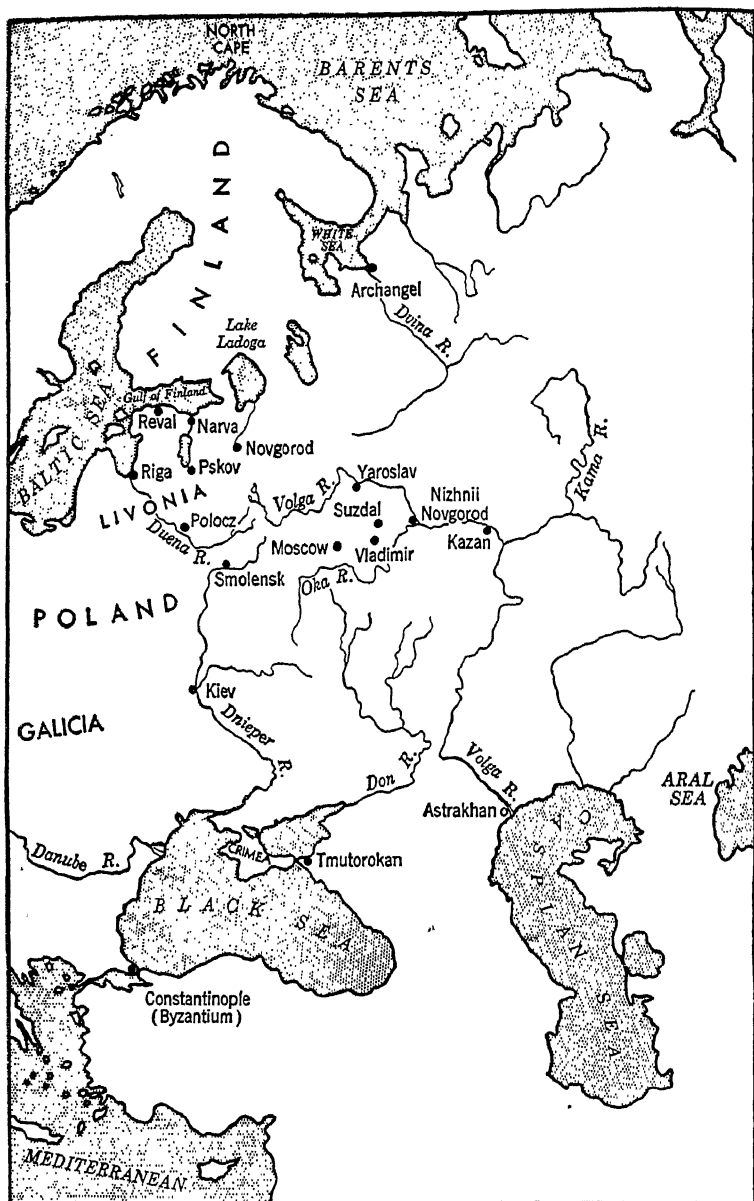 NORTH
CAPE
BARENTS
SEA
FINLAND
WHITE
SEA
Archangel
Dvina R.
Lake
Ladoga
Gulf of Finland
BALTIC SEA
Reval
Narva
Novgorod
Riga
Pskov
LIVONIA
Volga R.
Yaroslav
Kama R.
Nizhnii
Novgorod
Suzdal
Polocz
Duena R.
Moscow
Vladimir
Kazan
Smolensk
Oka R.
POLAND
Kiev
GALICIA
Dnieper R.
Don R.
Volga R.
ARAL
SEA
Astrakhan
CASPIAN SEA
Danube R.
CRIMEA
Tmutorokan
BLACK SEA
Constantinople
(Byzantium)
MEDITERRANEAN